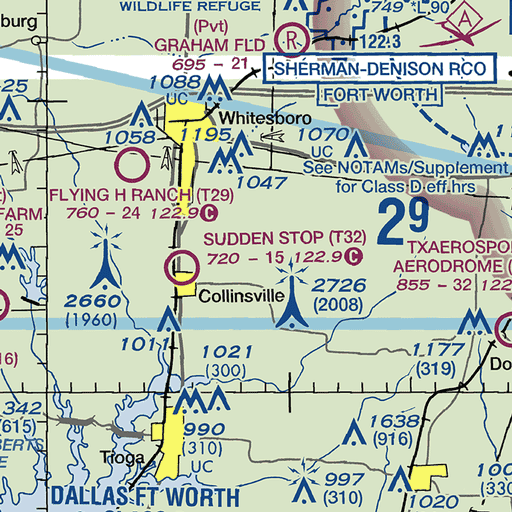 WILDLIFE REFUGE
749 *L 90
burg
(Pvt)
GRAHAM FLD
695 - 21
R
122.3
A
SHERMAN-DENISON RCO
FORT WORTH
1088
UC
Whitesboro
1058
1195
1070
UC
1047
See NOTAMs/Supplement
for Class D eff hrs
FLYING H RANCH (T29)
760 - 24 122.9 C
FARM
25
29
SUDDEN STOP (T32)
720 - 15 122.9 C
TXAEROSPO
AERODROME (
855 - 32 122
2660
(1960)
Collinsville
2726
(2008)
1011
1021
(300)
1177
(319)
Do
16)
342
(615)
990
(310)
UC
1638
(916)
Tioga
997
(310)
100
(330
1020
DALLAS-FT WORTH